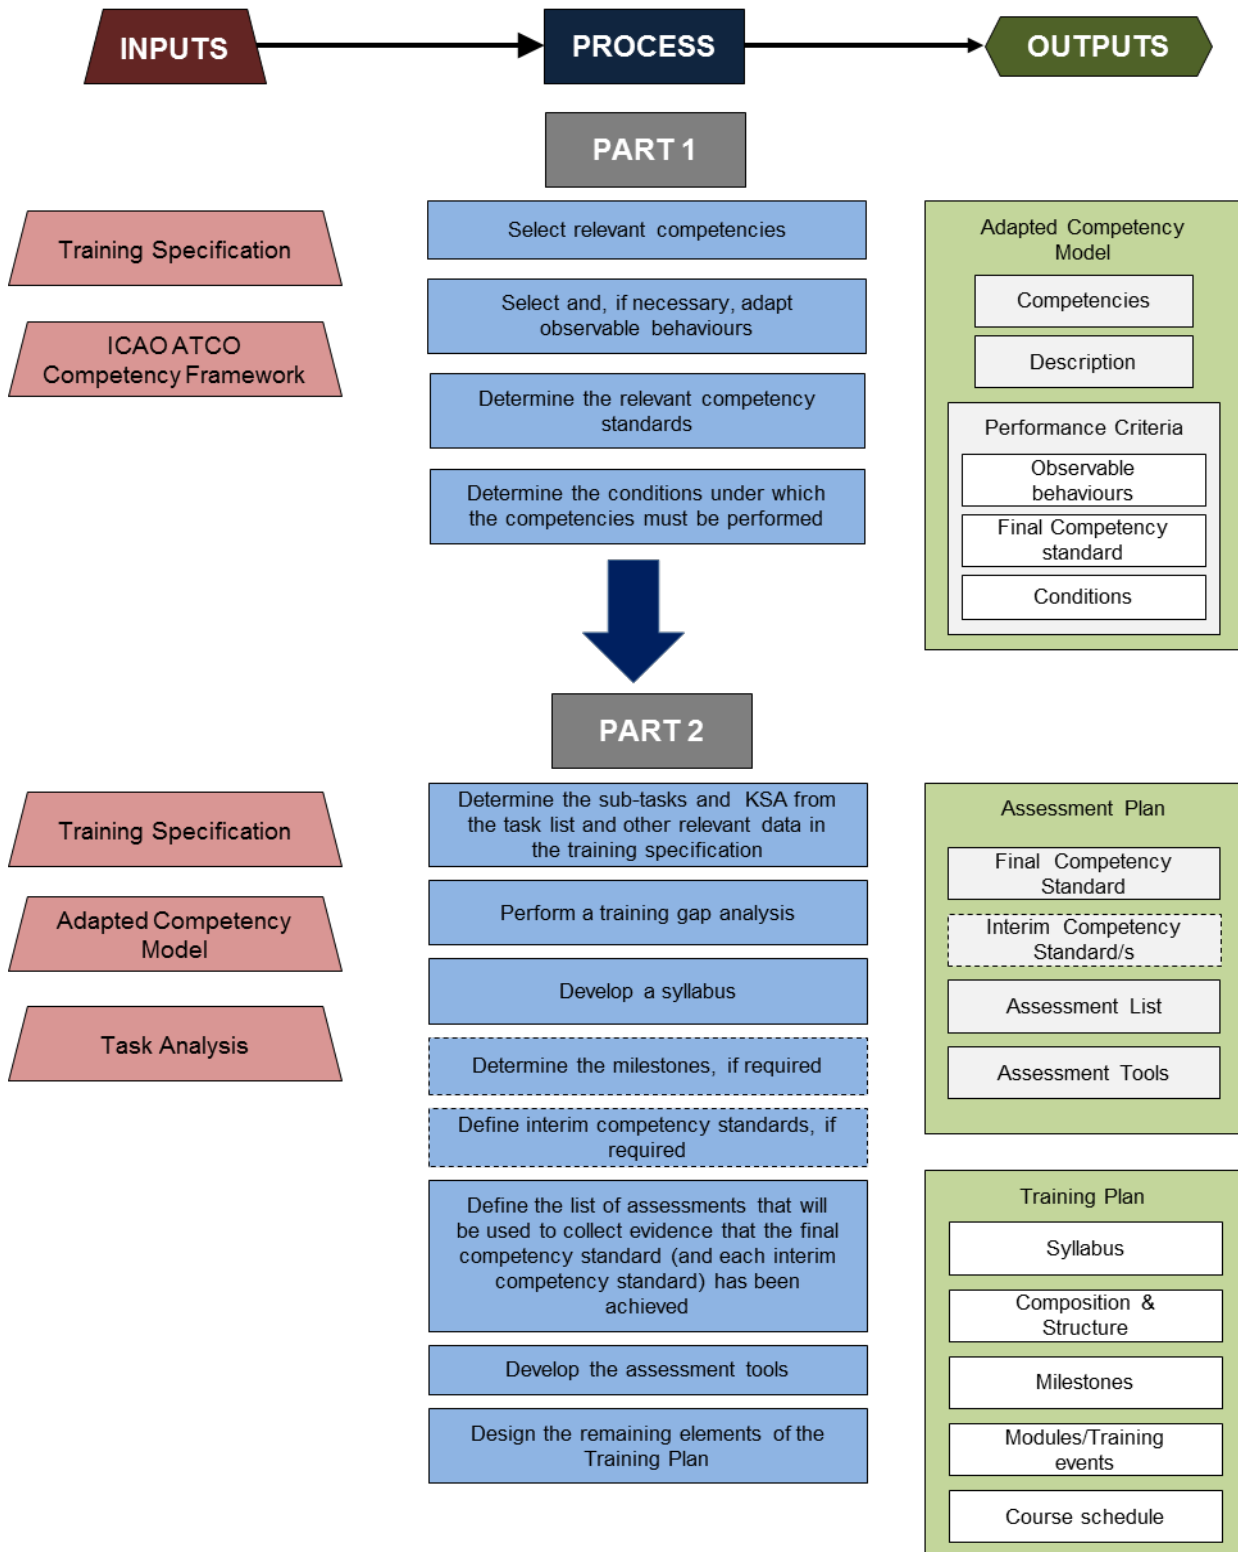 INPUTS
PROCESS
OUTPUTS
PART 1
Training Specification
ICAO ATCO
Competency Framework
Select relevant competencies
Select and, if necessary, adapt
observable behaviours
Determine the relevant competency
standards
Determine the conditions under which
the competencies must be performed
Adapted Competency
Model
Competencies
Description
Performance Criteria
Observable
behaviours
Final Competency
standard
Conditions
PART 2
Training Specification
Adapted Competency
Model
Task Analysis
Determine the sub-tasks and KSA from
the task list and other relevant data in
the training specification
Perform a training gap analysis
Develop a syllabus
Determine the milestones, if required
Define interim competency standards, if
required
Define the list of assessments that will
be used to collect evidence that the final
competency standard (and each interim
competency standard) has been
achieved
Develop the assessment tools
Design the remaining elements of the
Training Plan
Assessment Plan
Final Competency
Standard
Interim Competency
Standard/s
Assessment List
Assessment Tools
Training Plan
Syllabus
Composition &
Structure
Milestones
Modules/Training
events
Course schedule